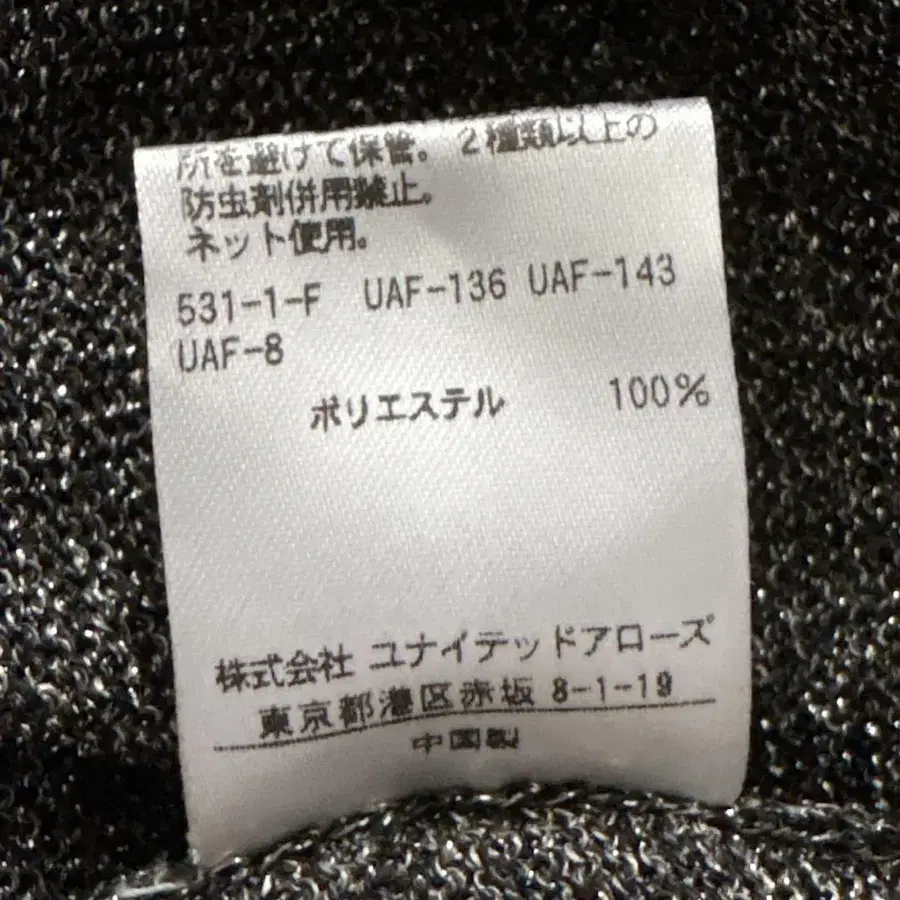 所を避けて保管。2種類以上の
防虫剤併用禁止。
ネット使用。
531-1-F UAF-136 UAF-143
UAF-8
ポリエステル 100%
株式会社 ユナイテッドアローズ
東京都港区赤坂 8-1-19
中国製